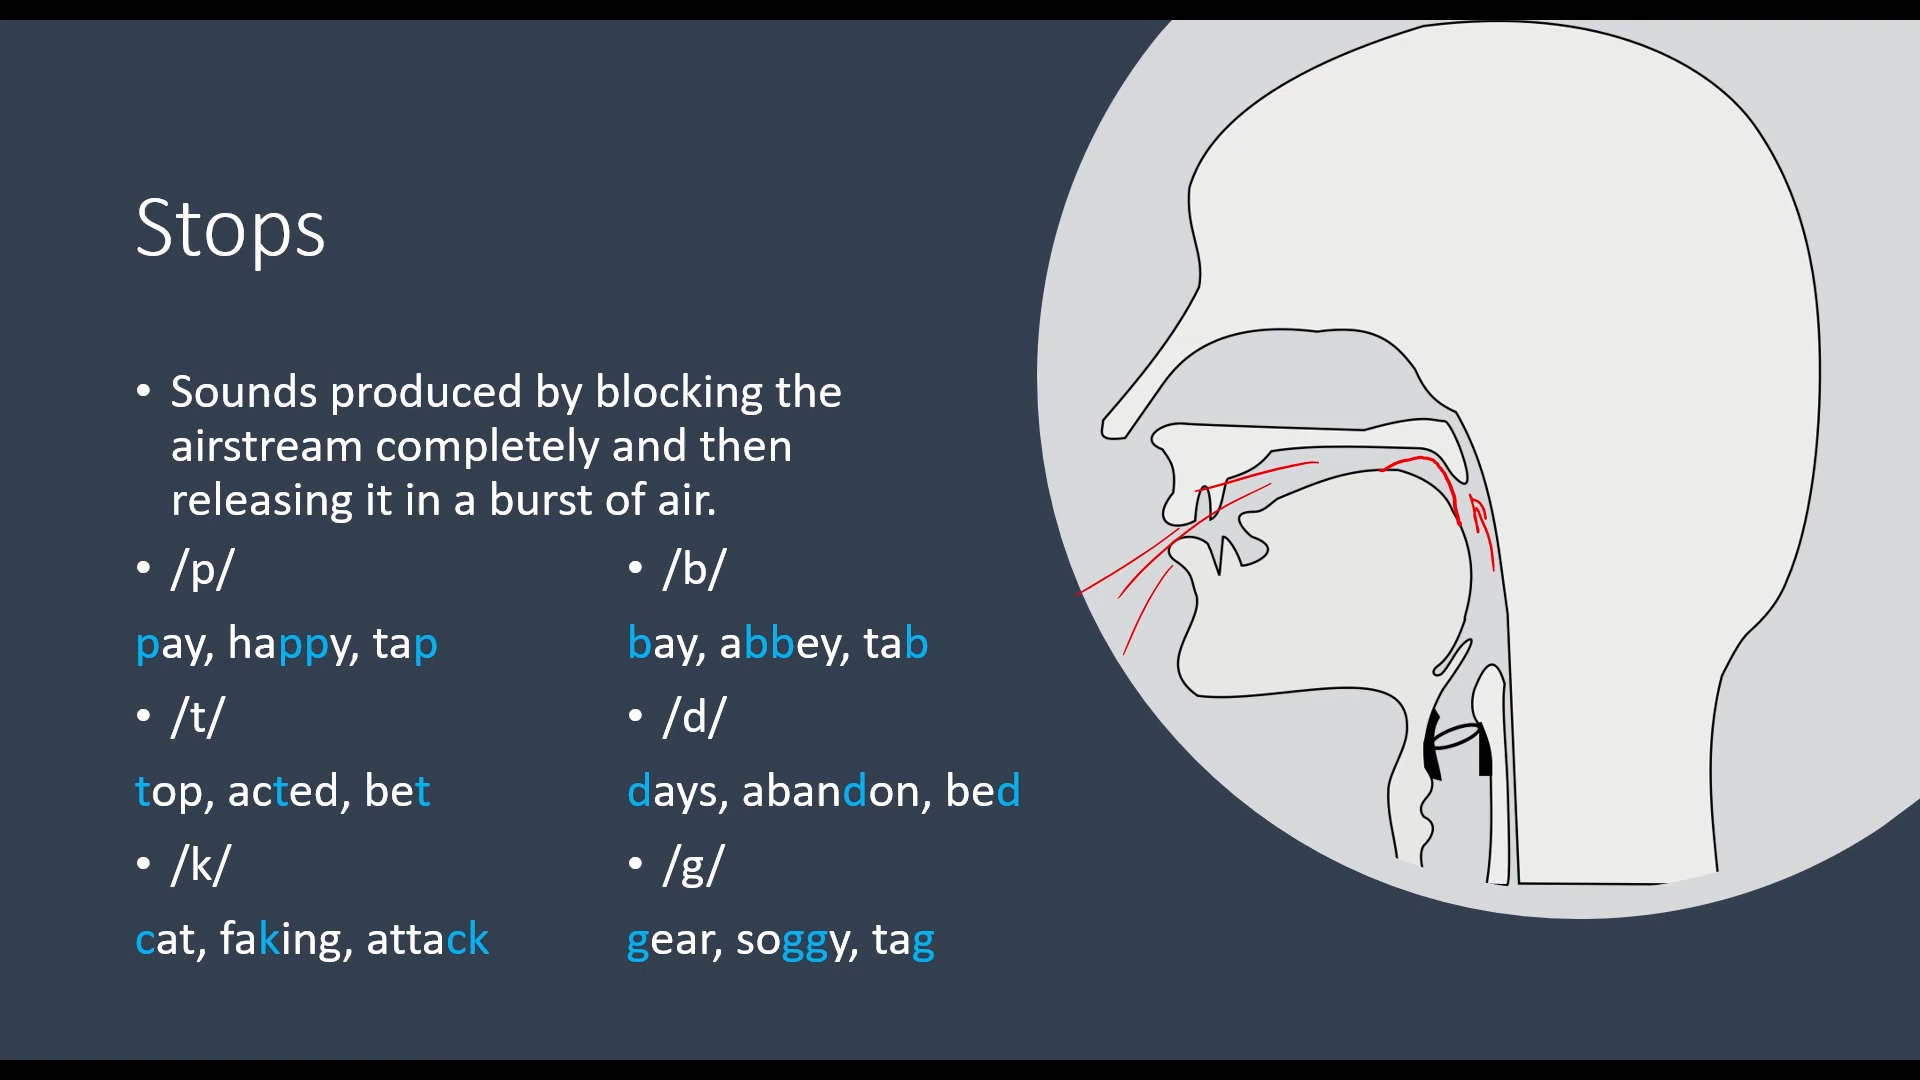 Stops
• Sounds produced by blocking the
airstream completely and then
releasing it in a burst of air.
• /p/
pay, happy, tap
• /t/
top, acted, bet
• /k/
cat, faking, attack
• /b/
bay, abbey, tab
• /d/
days, abandon, bed
• /g/
gear, soggy, tag